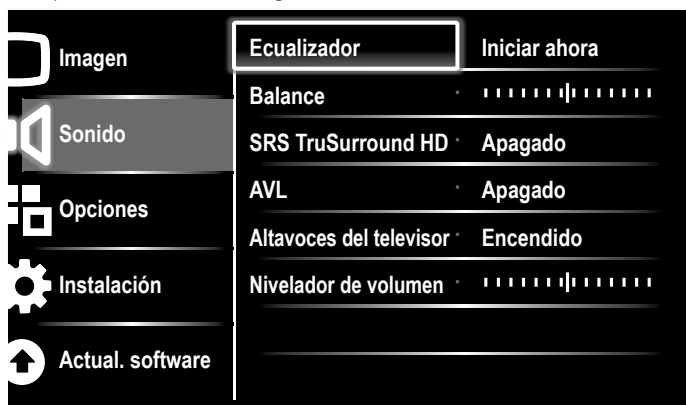 Imagen
Sonido
Opciones
Instalación
Actual. software
Ecualizador Iniciar ahora
Balance
SRS TruSurround HD Apagado
AVL Apagado
Altavoces del televisor Encendido
Nivelador de volumen